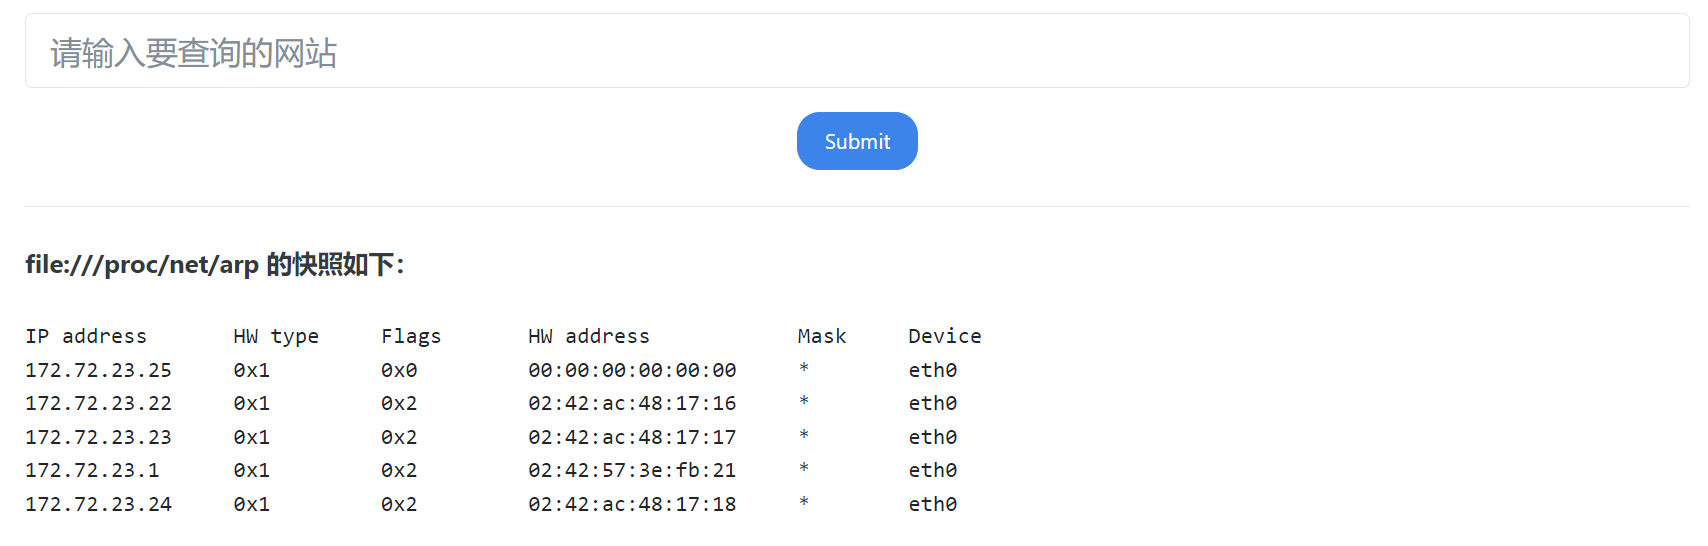 请输入要查询的网站
Submit
file:///proc/net/arp 的快照如下：
IP address HW type Flags HW address Mask Device
172.72.23.25 0x1 0x0 00:00:00:00:00:00 * eth0
172.72.23.22 0x1 0x2 02:42:ac:48:17:16 * eth0
172.72.23.23 0x1 0x2 02:42:ac:48:17:17 * eth0
172.72.23.1 0x1 0x2 02:42:57:3e:fb:21 * eth0
172.72.23.24 0x1 0x2 02:42:ac:48:17:18 * eth0